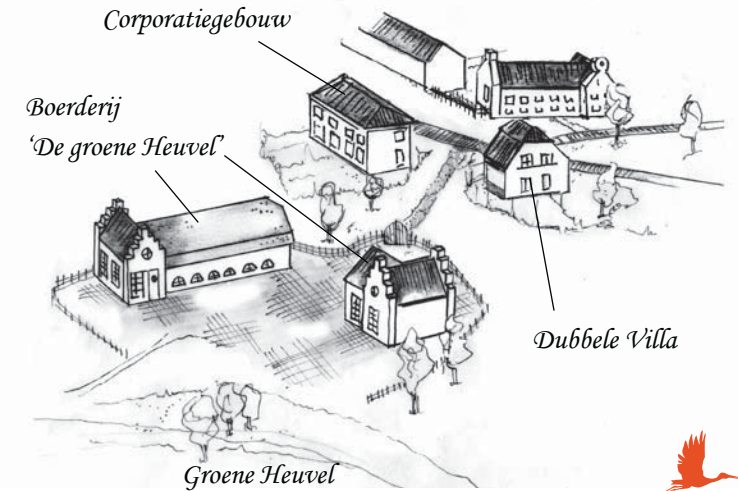 Corporatiegebouw
Boerderij
‘De groene Heuvel’
Dubbele Villa
Groene Heuvel